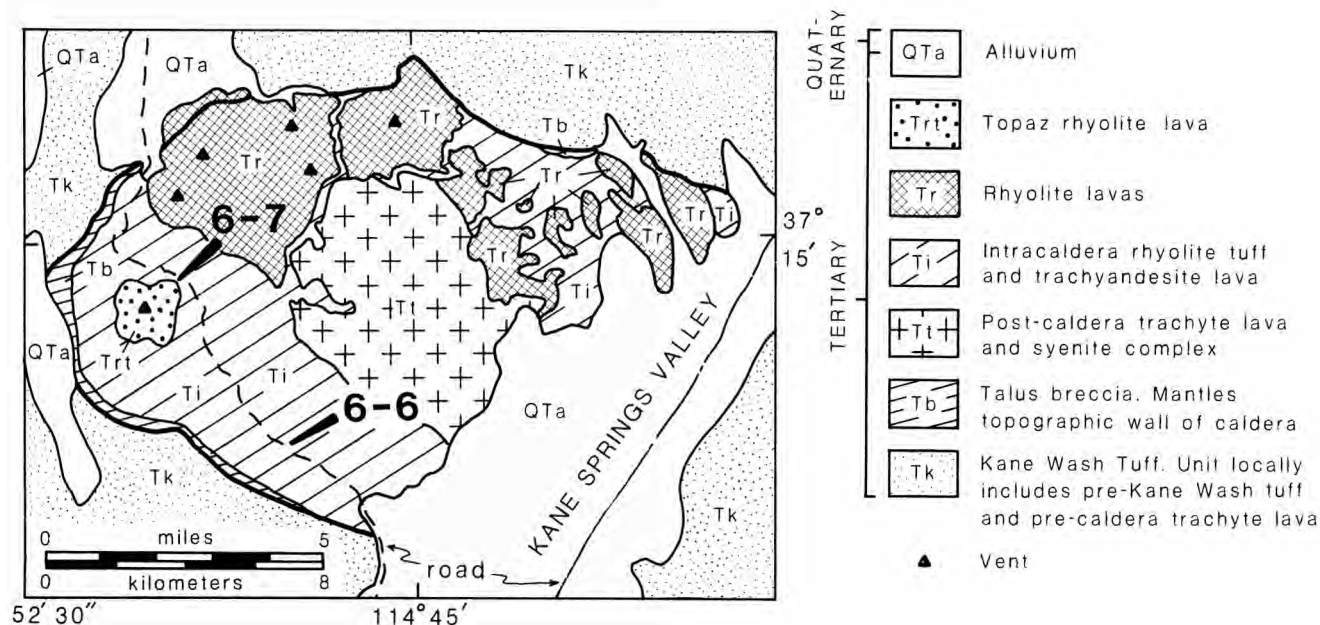 QTa
QTa
Tk
Tr
Tr
Tb
Tr
Tk
6-7
Tr
Ti
37°
15′
Tb
Tr
Tr
Ti
Tt
QTa
Trt
Ti
Ti
6-6
QTa
KANE SPRINGS VALLEY
Tk
Tk
0 miles 5
0 kilometers 8
road
52′30″
114°45′
QUAT-
ERNARY
TERTIARY
QTa Alluvium
Trt Topaz rhyolite lava
Tr Rhyolite lavas
Ti Intracaldera rhyolite tuff
and trachyandesite lava
Tt Post-caldera trachyte lava
and syenite complex
Tb Talus breccia. Mantles
topographic wall of caldera
Tk Kane Wash Tuff. Unit locally
includes pre-Kane Wash tuff
and pre-caldera trachyte lava
Vent